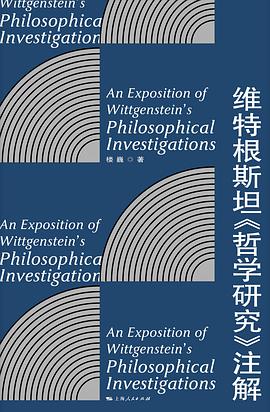 Wittgenstein's
Philosophical
Investigation
An Exposition of
Wittgenstein's
Philosophical
Investigations
楼 巍 ◎ 著
维特根斯坦《哲学研究》注解
An Exposition of
Wittgenstein's
Philosophica
Investigation
An Exposition of
Wittgenstein's
Philosophical
Investigations
上海人民出版社